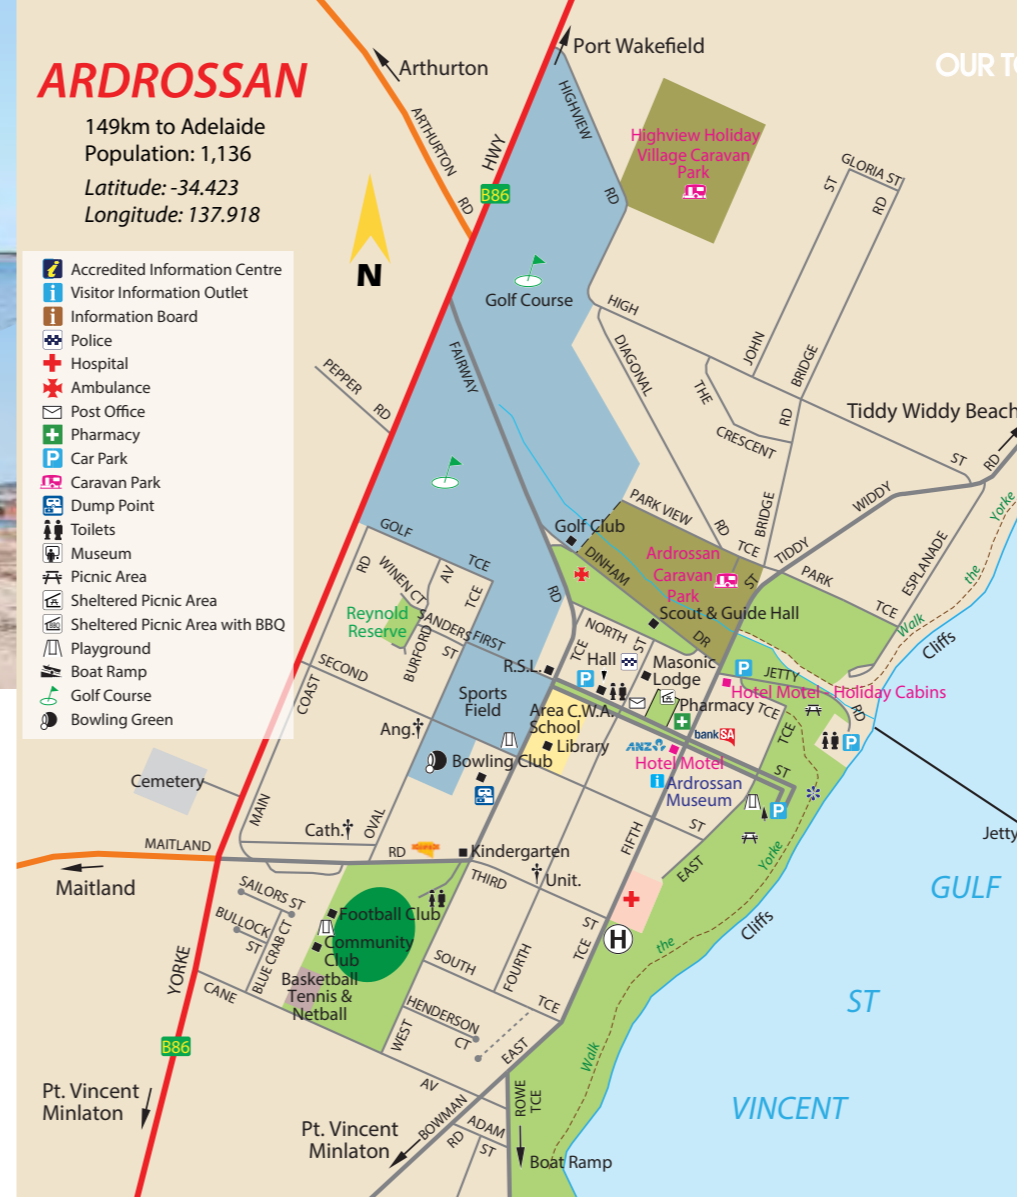 OUR TO
ARDROSSAN
149km to Adelaide
Population: 1,136
Latitude: -34.423
Longitude: 137.918
N
Accredited Information Centre
Visitor Information Outlet
Information Board
Police
Hospital
Ambulance
Post Office
Pharmacy
Car Park
Caravan Park
Dump Point
Toilets
Museum
Picnic Area
Sheltered Picnic Area
Sheltered Picnic Area with BBQ
Playground
Boat Ramp
Golf Course
Bowling Green
Arthurton
Port Wakefield
ARTHURTON
RD
HWY
B86
HIGHVIEW
RD
Highview Holiday
Village Caravan
Park
GLORIA ST
ST
RD
Golf Course
HIGH
JOHN
BRIDGE
RD
DIAGONAL
THE
CRESCENT
FAIRWAY
PEPPER
RD
Tiddy Widdy Beach
ST
RD
WIDDY
Yorke
PARK VIEW
RD
TCE
BRIDGE
TIDDY
ST
Golf Club
DINHAM
DR
Ardrossan
Caravan
Park
PARK
TCE
ESPLANADE
the
Walk
Cliffs
GOLF
TCE
RD
WINEN CT
AV
TCE
Reynold
Reserve
BURFORD
SANDERS
ST
FIRST
RD
Scout & Guide Hall
NORTH
TCE
ST
Hall
Masonic
Lodge
R.S.L.
SECOND
COAST
P
P
JETTY
TCE
RD
Hotel Motel - Holiday Cabins
Sports
Field
Area
School
C.W.A.
Pharmacy
Ang.
Library
ANZ
bankSA
Hotel Motel
TCE
ST
P
Bowling Club
Ardrossan
Museum
P
Cemetery
MAIN
OVAL
Cath.
Jetty
MAITLAND
RD
Kindergarten
FIFTH
ST
EAST
Yorke
Maitland
THIRD
Unit.
SAILORS ST
BULLOCK
ST
BLUE CRAB CT
Football Club
Community
Club
Basketball
Tennis &
Netball
ST
TCE
H
the
Cliffs
GULF
ST
VINCENT
YORKE
CANE
SOUTH
TCE
FOURTH
HENDERSON
CT
WEST
EAST
Walk
B86
AV
Pt. Vincent
Minlaton
Pt. Vincent
Minlaton
BOWMAN
RD
ADAM
ST
ROWE
TCE
Boat Ramp